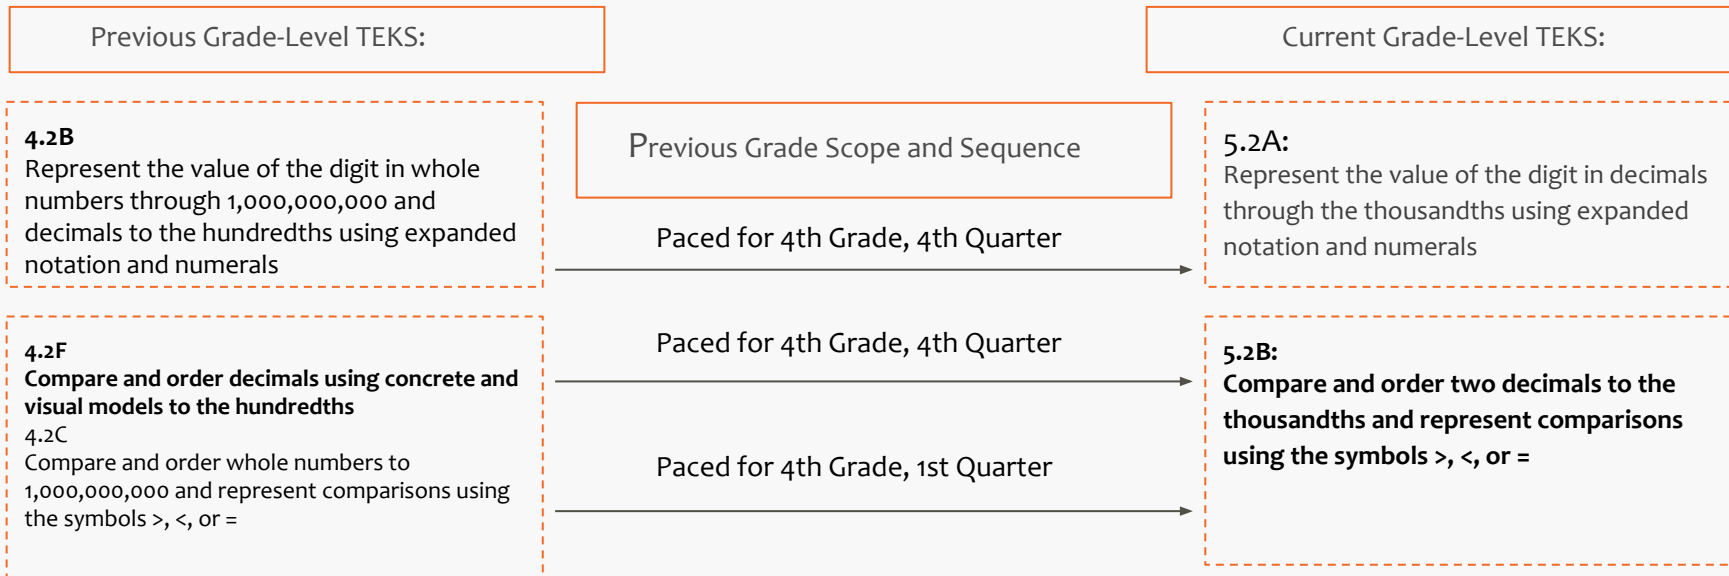 Previous Grade-Level TEKS:
Current Grade-Level TEKS:
4.2B
Represent the value of the digit in whole
numbers through 1,000,000,000 and
decimals to the hundredths using expanded
notation and numerals
Previous Grade Scope and Sequence
Paced for 4th Grade, 4th Quarter
5.2A:
Represent the value of the digit in decimals
through the thousandths using expanded
notation and numerals
4.2F
Compare and order decimals using concrete and
visual models to the hundredths
4.2C
Compare and order whole numbers to
1,000,000,000 and represent comparisons using
the symbols >, <, or =
Paced for 4th Grade, 4th Quarter
Paced for 4th Grade, 1st Quarter
5.2B:
Compare and order two decimals to the
thousandths and represent comparisons
using the symbols >, <, or =